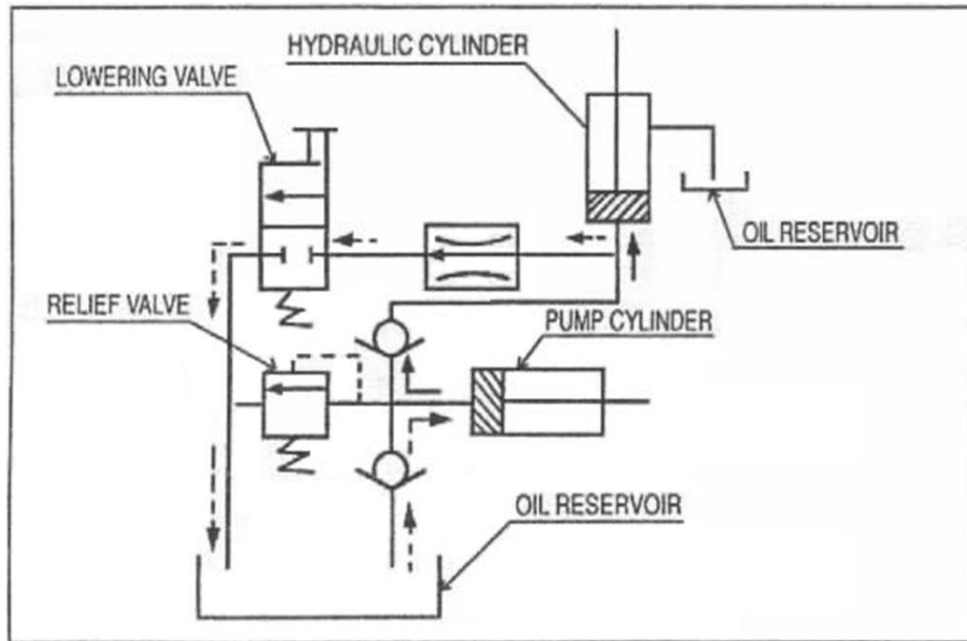 HYDRAULIC CYLINDER
LOWERING VALVE
OIL RESERVOIR
RELIEF VALVE
PUMP CYLINDER
OIL RESERVOIR